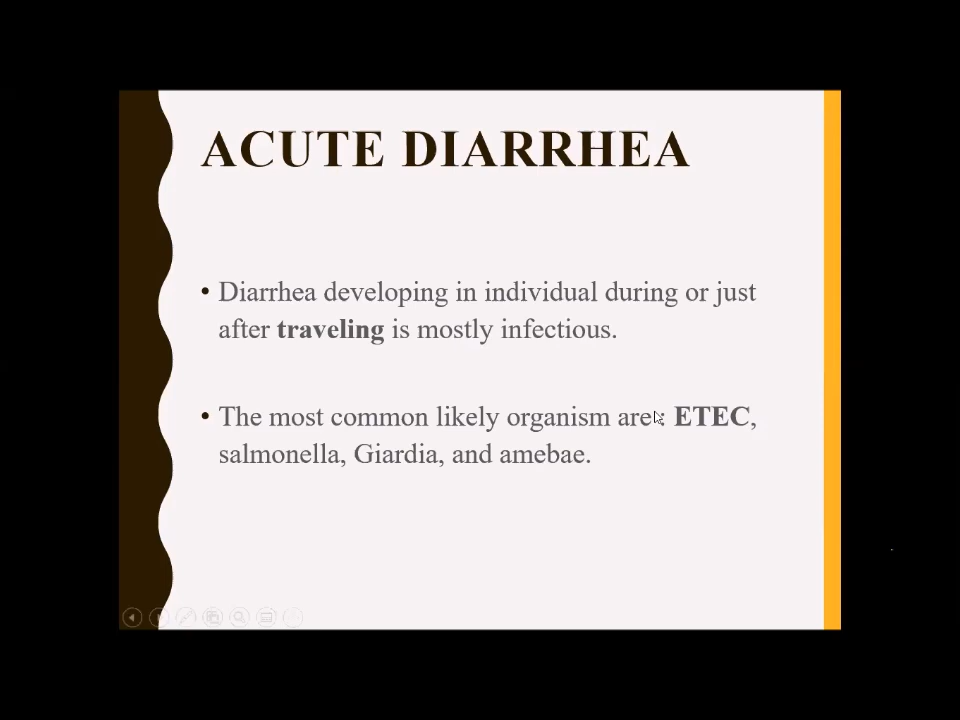 ACUTE DIARRHEA
• Diarrhea developing in individual during or just
after traveling is mostly infectious.
• The most common likely organism are: ETEC,
salmonella, Giardia, and amebae.